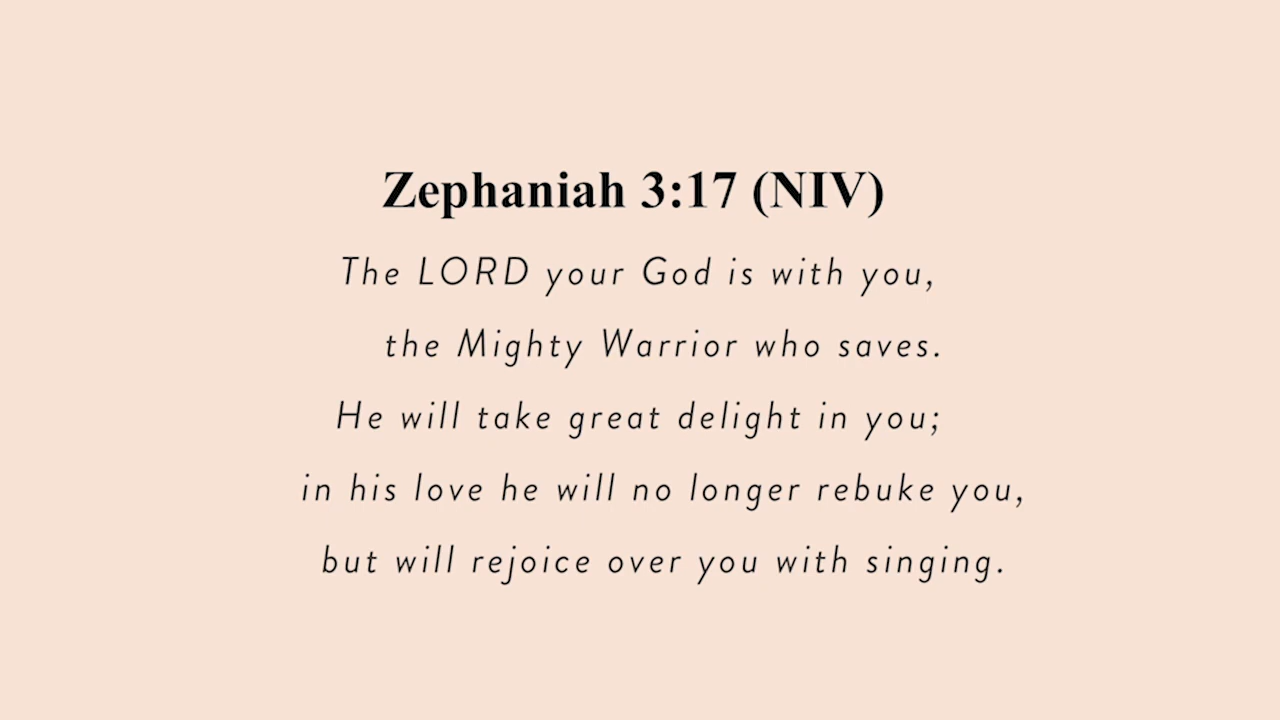 Zephaniah 3:17 (NIV)
The LORD your God is with you,
the Mighty Warrior who saves.
He will take great delight in you;
in his love he will no longer rebuke you,
but will rejoice over you with singing.